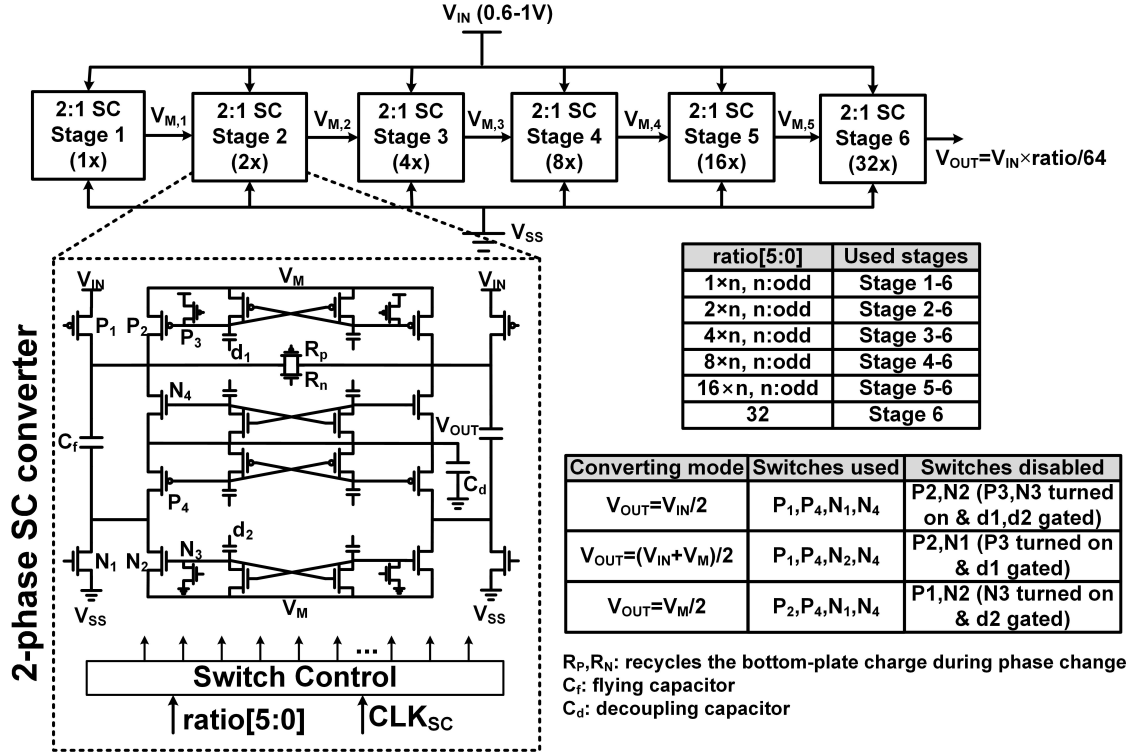 V_IN (0.6-1V)
2:1 SC Stage 1 (1x)
V_M,1
2:1 SC Stage 2 (2x)
V_M,2
2:1 SC Stage 3 (4x)
V_M,3
2:1 SC Stage 4 (8x)
V_M,4
2:1 SC Stage 5 (16x)
V_M,5
2:1 SC Stage 6 (32x)
V_OUT=V_IN×ratio/64
V_SS
2-phase SC converter
V_IN
V_M
V_IN
P_1
P_2
P_3
d_1
R_p
R_n
N_4
C_f
V_OUT
C_d
P_4
d_2
N_1
N_2
N_3
V_SS
V_M
V_SS
...
Switch Control
ratio[5:0]
CLK_SC
ratio[5:0] Used stages
1×n, n:odd Stage 1-6
2×n, n:odd Stage 2-6
4×n, n:odd Stage 3-6
8×n, n:odd Stage 4-6
16×n, n:odd Stage 5-6
32 Stage 6
Converting mode Switches used Switches disabled
V_OUT=V_IN/2 P_1,P_4,N_1,N_4 P2,N2 (P3,N3 turned on & d1,d2 gated)
V_OUT=(V_IN+V_M)/2 P_1,P_4,N_2,N_4 P2,N1 (P3 turned on & d1 gated)
V_OUT=V_M/2 P_2,P_4,N_1,N_4 P1,N2 (N3 turned on & d2 gated)
R_P,R_N: recycles the bottom-plate charge during phase change
C_f: flying capacitor
C_d: decoupling capacitor